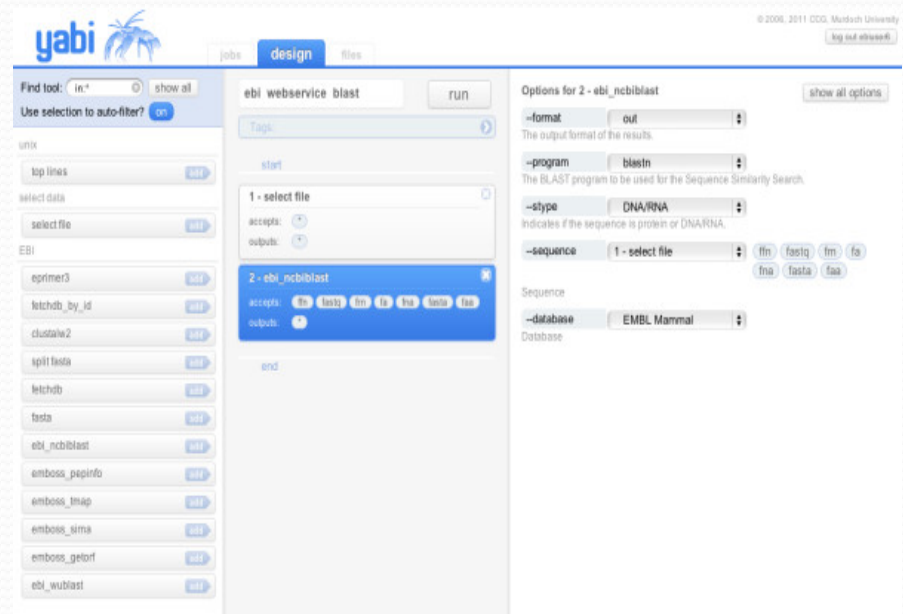 yabi
© 2006, 2011 CCG, Murdoch University
log out ebiuser6
jobs
design
files
Find tool: in:* show all
Use selection to auto-filter? on
unix
top lines add
select data
select file add
EBI
eprimer3 add
fetchdb_by_id add
clustalw2 add
split fasta add
fetchdb add
fasta add
ebi_ncbiblast add
emboss_pepinfo add
emboss_tmap add
emboss_sirna add
emboss_getorf add
ebi_wublast add
ebi webservice blast
run
Tags:
start
1 - select file
accepts: *
outputs: *
2 - ebi_ncbiblast
accepts: ffn fastq frn fa fna fasta faa
outputs: *
end
Options for 2 - ebi_ncbiblast
show all options
--format out
The output format of the results.
--program blastn
The BLAST program to be used for the Sequence Similarity Search.
--stype DNA/RNA
Indicates if the sequence is protein or DNA/RNA.
--sequence 1 - select file ffn fastq frn fa
fna fasta faa
Sequence
--database EMBL Mammal
Database